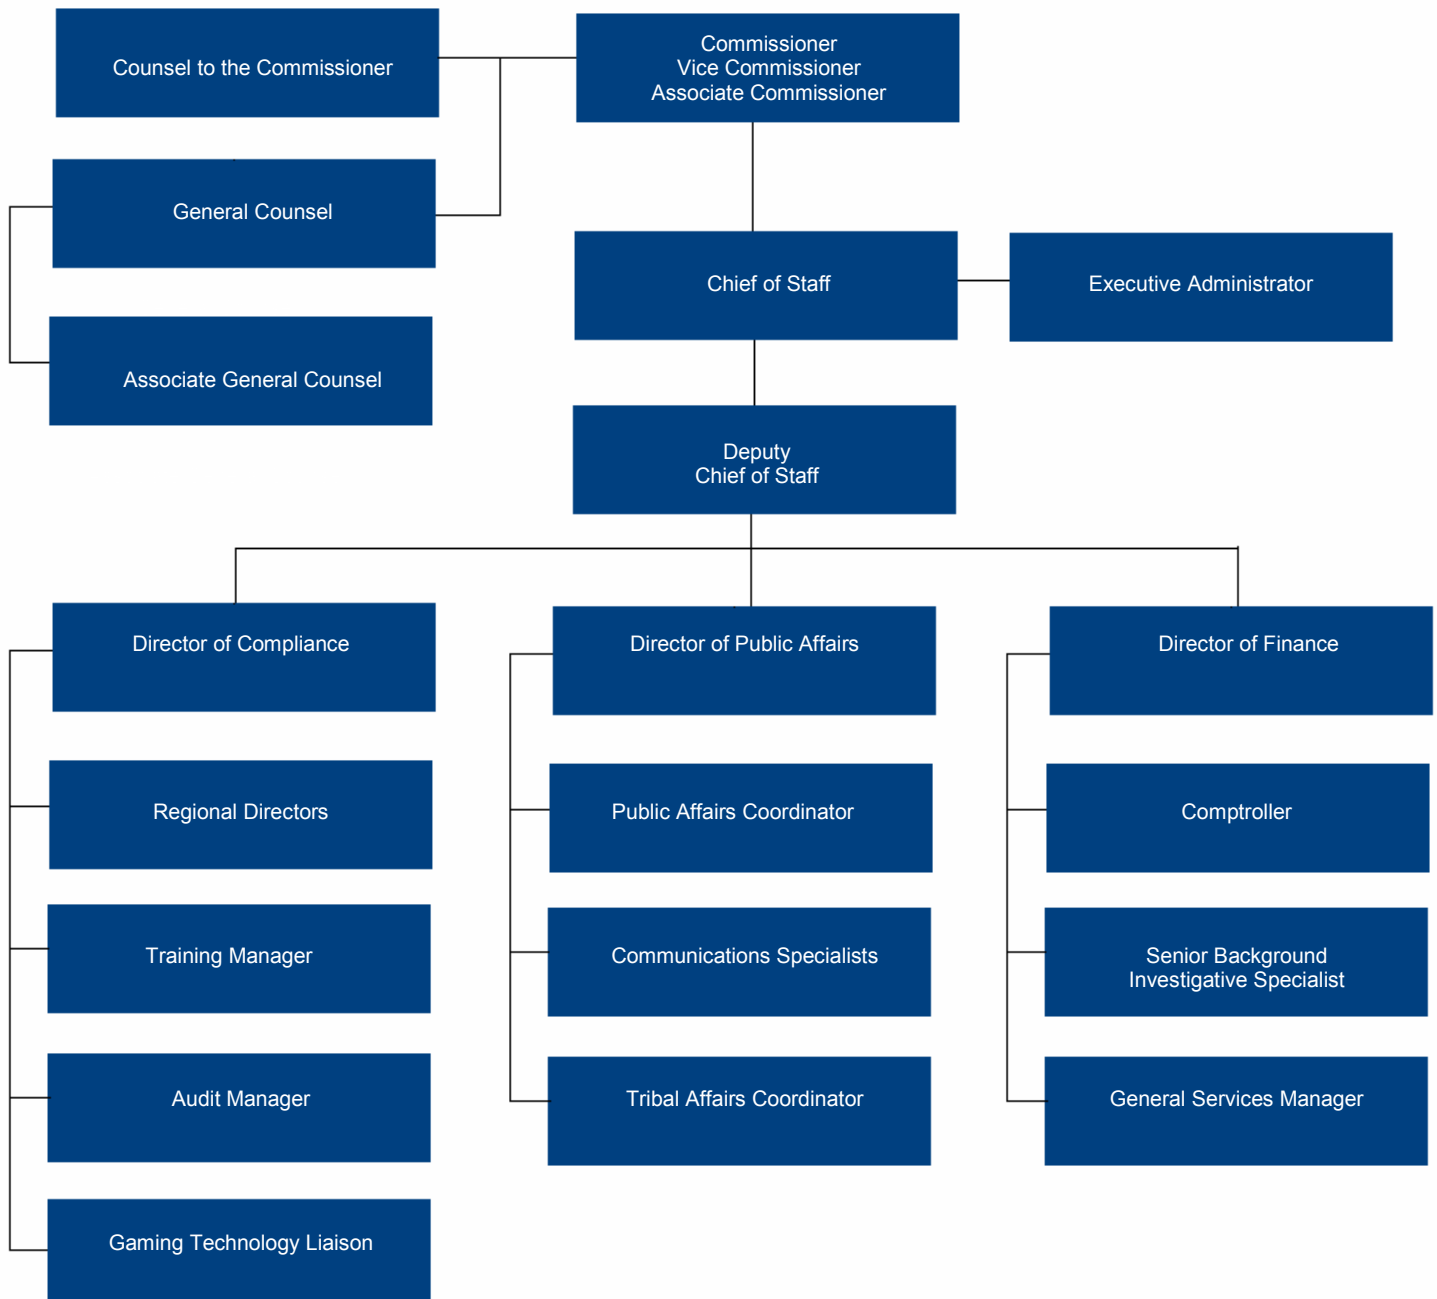 Counsel to the Commissioner
Commissioner
Vice Commissioner
Associate Commissioner
General Counsel
Chief of Staff
Executive Administrator
Associate General Counsel
Deputy
Chief of Staff
Director of Compliance
Director of Public Affairs
Director of Finance
Regional Directors
Public Affairs Coordinator
Comptroller
Training Manager
Communications Specialists
Senior Background
Investigative Specialist
Audit Manager
Tribal Affairs Coordinator
General Services Manager
Gaming Technology Liaison